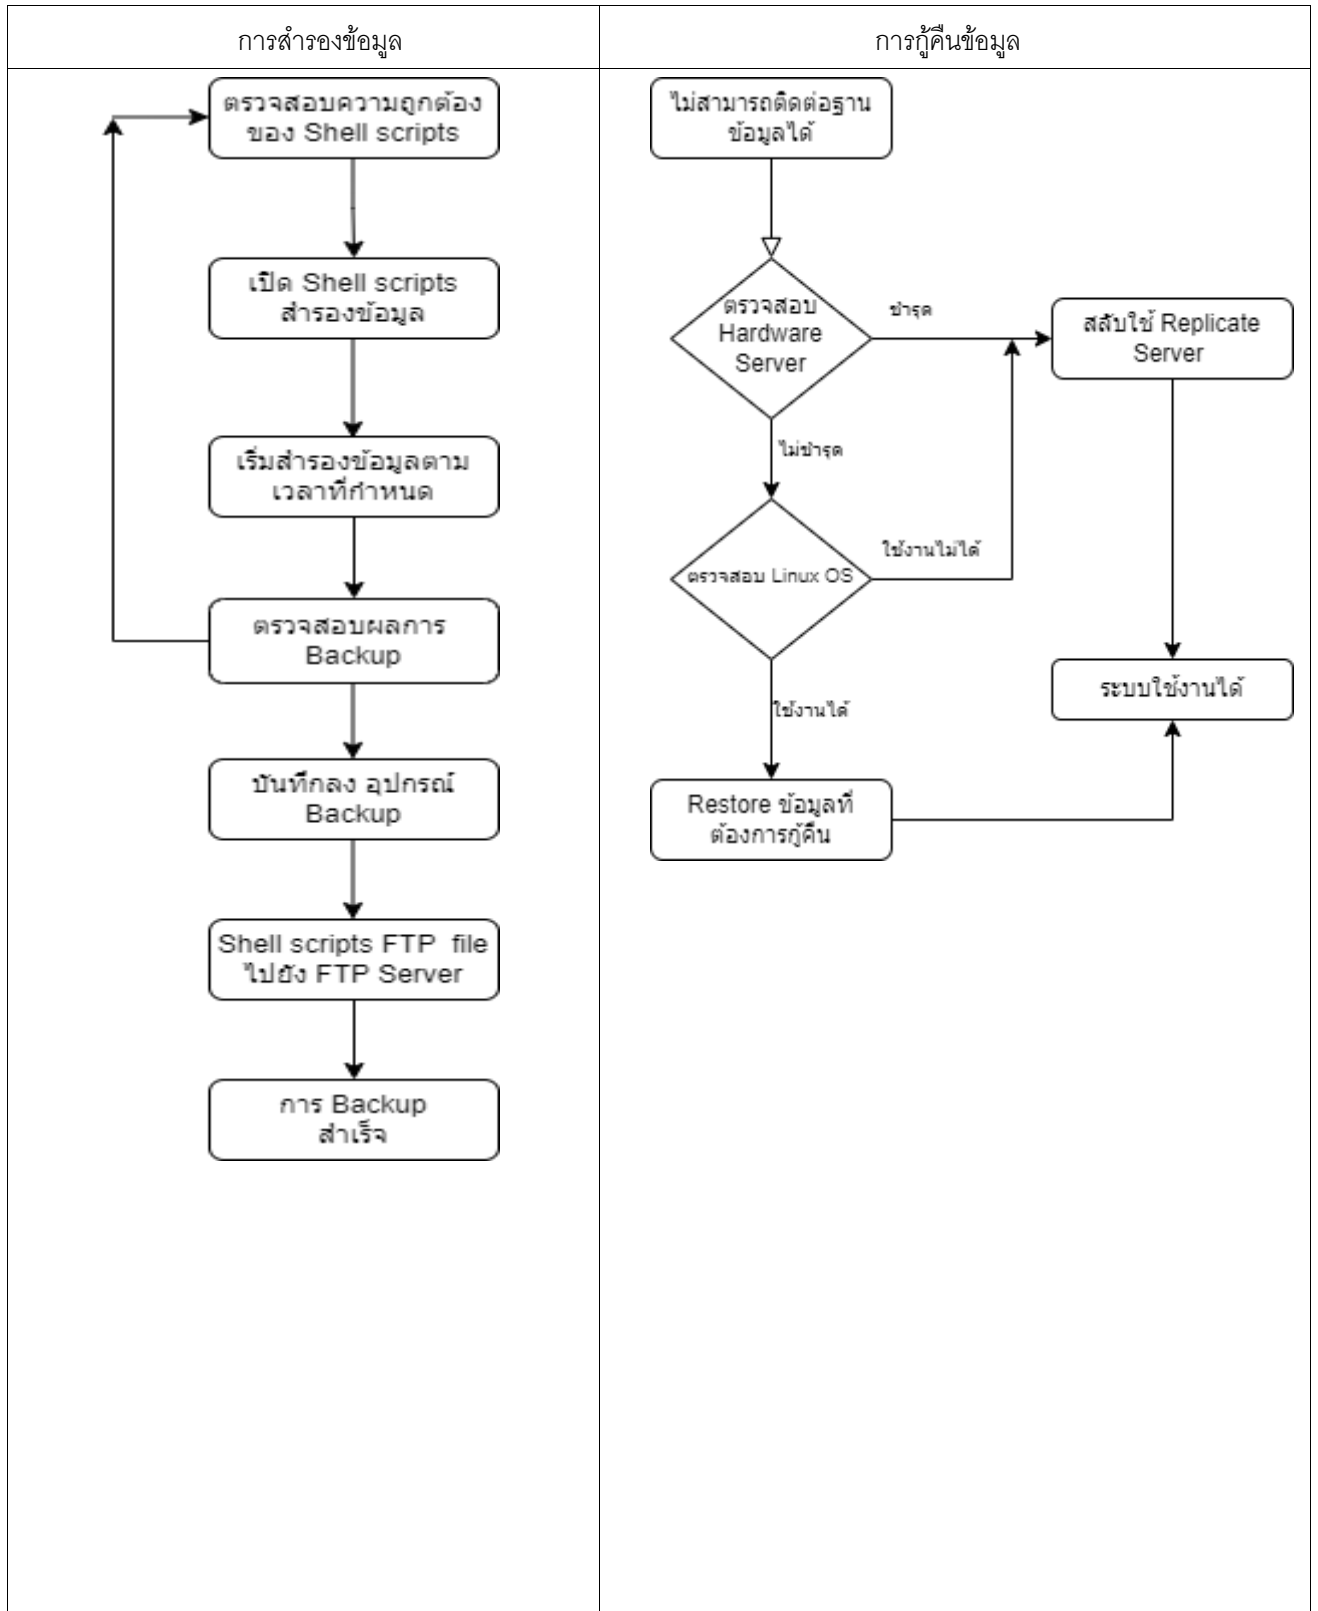 การสำรองข้อมูล
การกู้คืนข้อมูล
ตรวจสอบความถูกต้อง
ของ Shell scripts
เปิด Shell scripts
สำรองข้อมูล
เริ่มสำรองข้อมูลตาม
เวลาที่กำหนด
ตรวจสอบผลการ
Backup
บันทึกลง อุปกรณ์
Backup
Shell scripts FTP file
ไปยัง FTP Server
การ Backup
สำเร็จ
ไม่สามารถติดต่อฐาน
ข้อมูลได้
ตรวจสอบ
Hardware
Server
ชำรุด
สลับใช้ Replicate
Server
ไม่ชำรุด
ตรวจสอบ Linux OS
ใช้งานไม่ได้
ใช้งานได้
ระบบใช้งานได้
Restore ข้อมูลที่
ต้องการกู้คืน